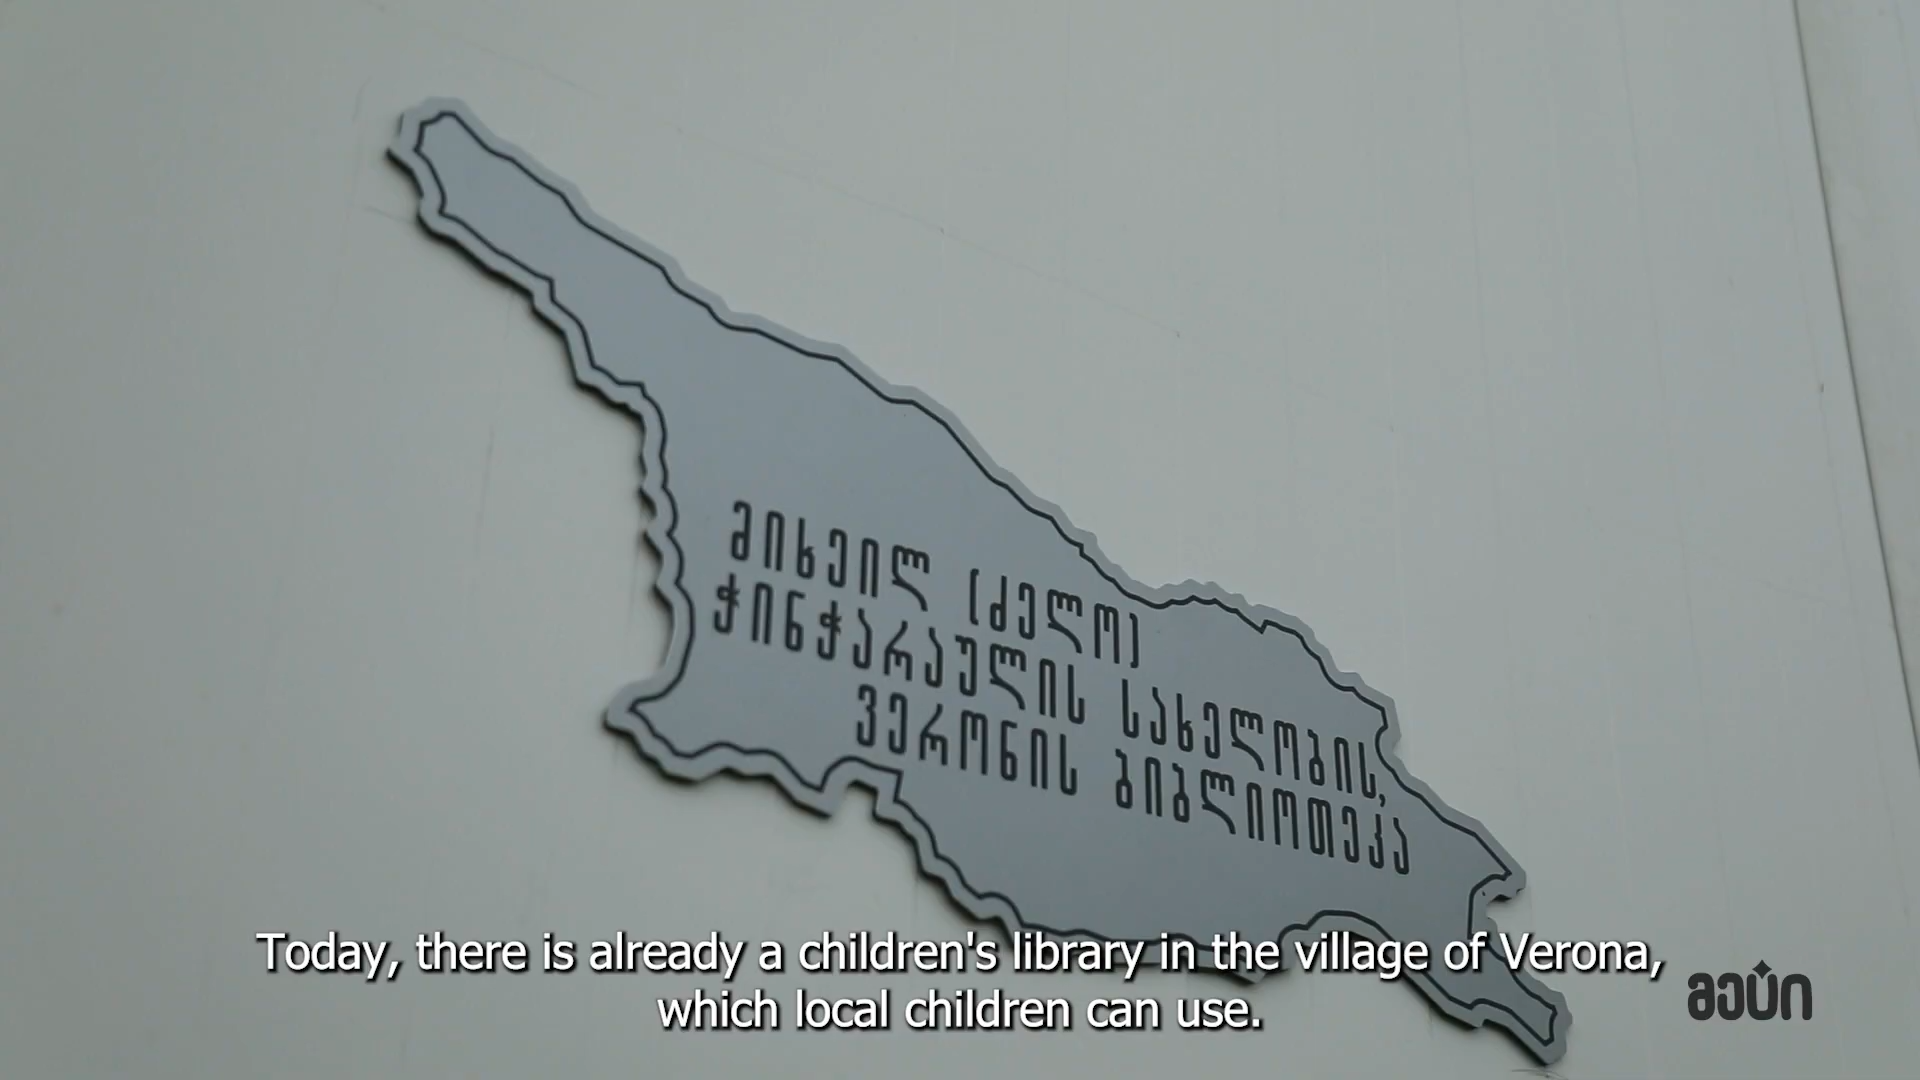 მიხეილ (ძელო)
ჭინჭარაულის სახელობის,
ვერონის ბიბლიოთეკა
Today, there is already a children's library in the village of Verona,
which local children can use.